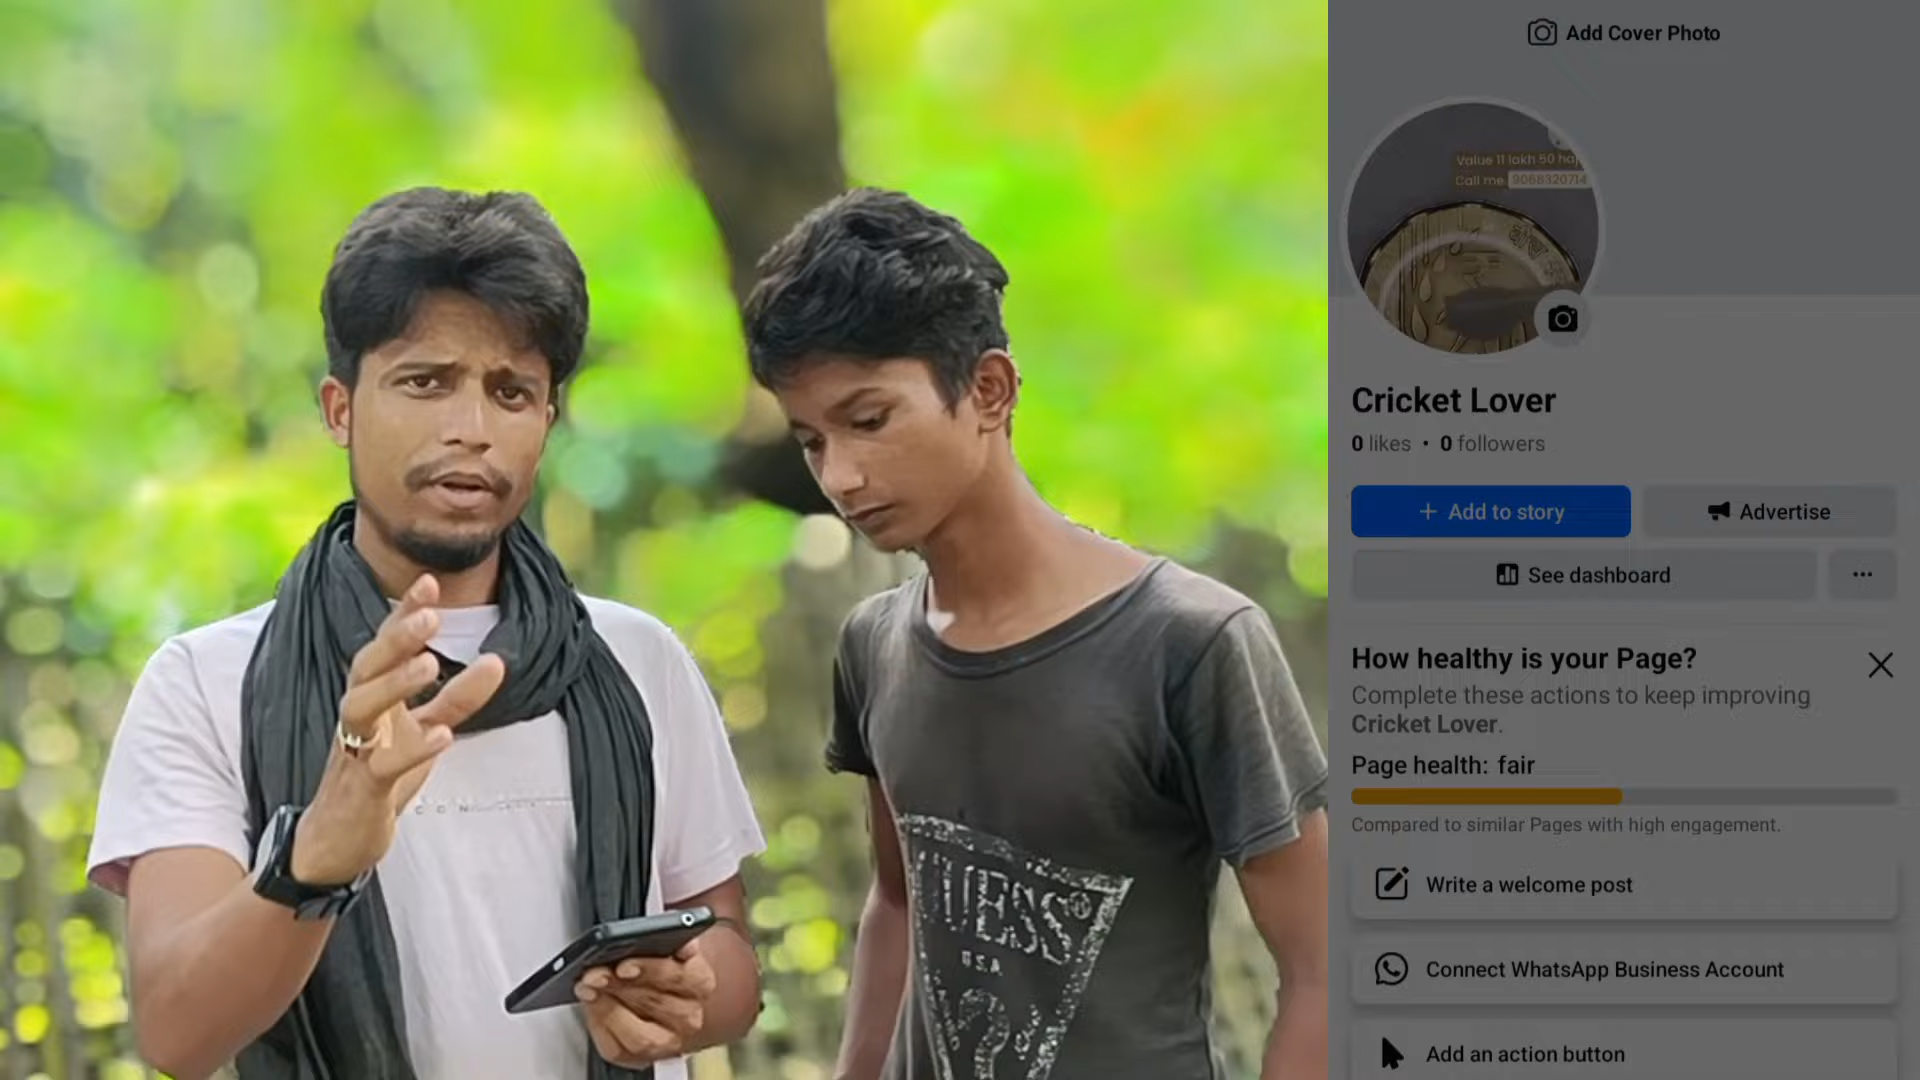 CON
GUESS
U.S.A.
?
Add Cover Photo
Value 11 lakh 50 haj
Call me 9068320714
Cricket Lover
0 likes • 0 followers
+ Add to story
Advertise
See dashboard
...
How healthy is your Page?
Complete these actions to keep improving
Cricket Lover.
Page health: fair
Compared to similar Pages with high engagement.
Write a welcome post
Connect WhatsApp Business Account
Add an action button